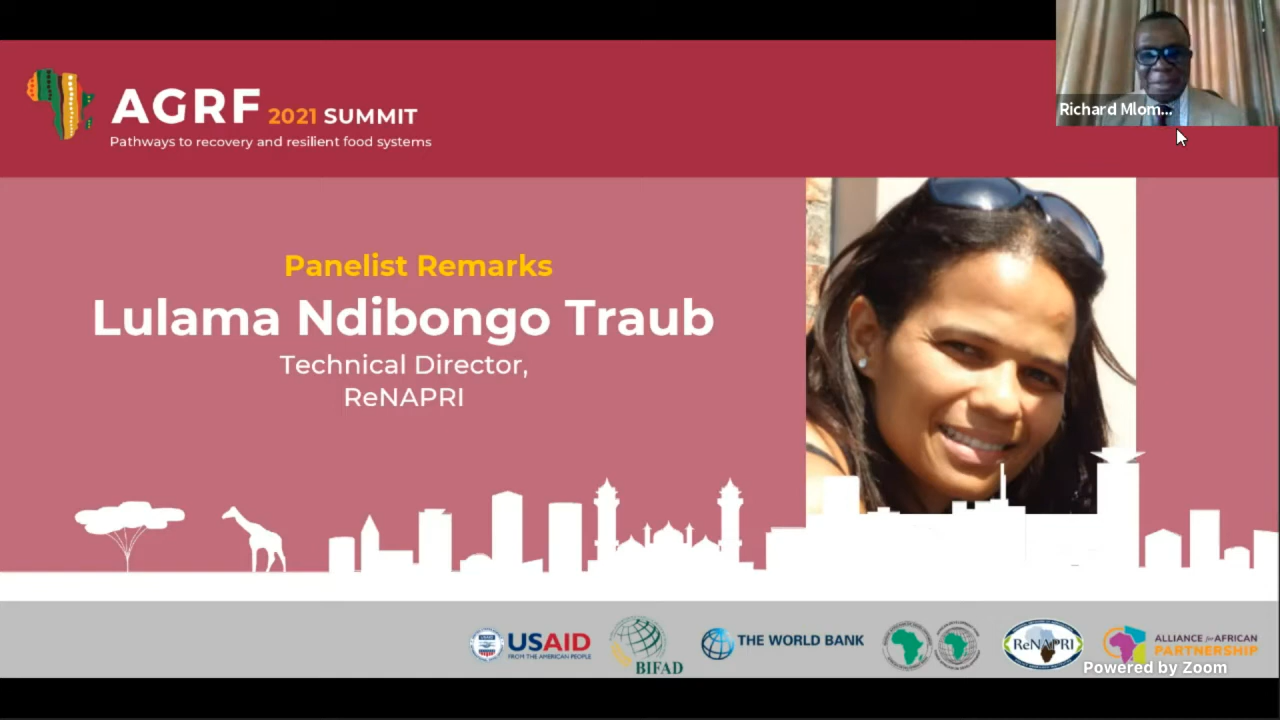 AGRF 2021 SUMMIT
Pathways to recovery and resilient food systems
Richard Mlom...
Panelist Remarks
Lulama Ndibongo Traub
Technical Director,
ReNAPRI
USAID
FROM THE AMERICAN PEOPLE
BIFAD
THE WORLD BANK
ReNAPRI
ALLIANCE for AFRICAN
PARTNERSHIP
Powered by Zoom